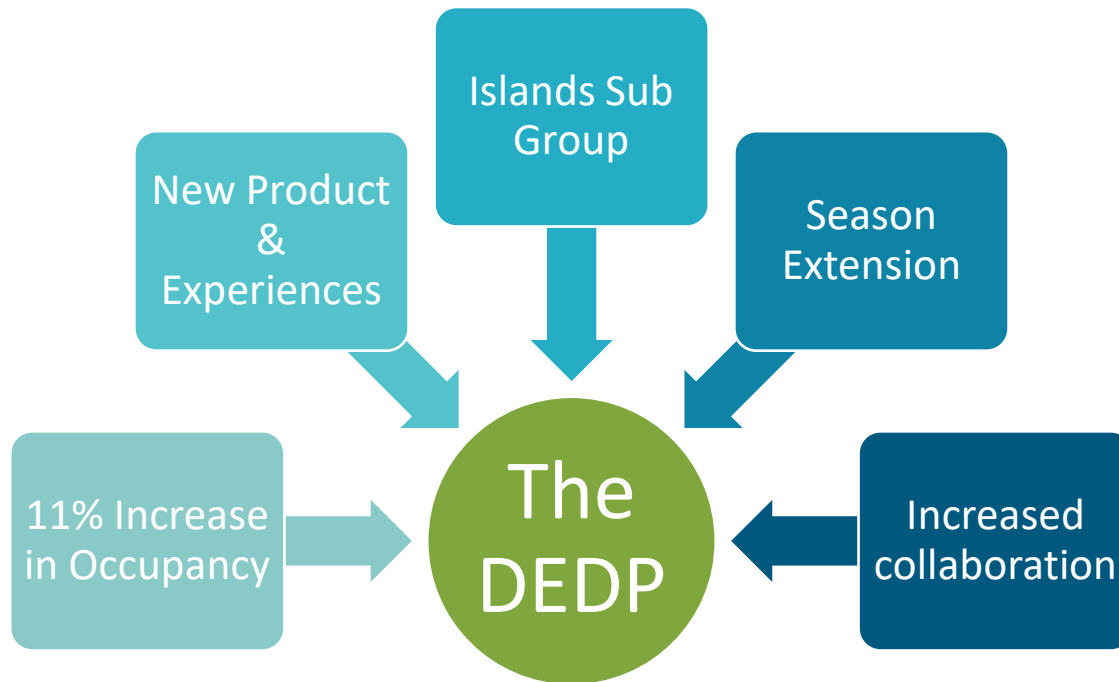 Islands Sub
Group
New Product
&
Experiences
Season
Extension
11% Increase
in Occupancy
The
DEDP
Increased
collaboration